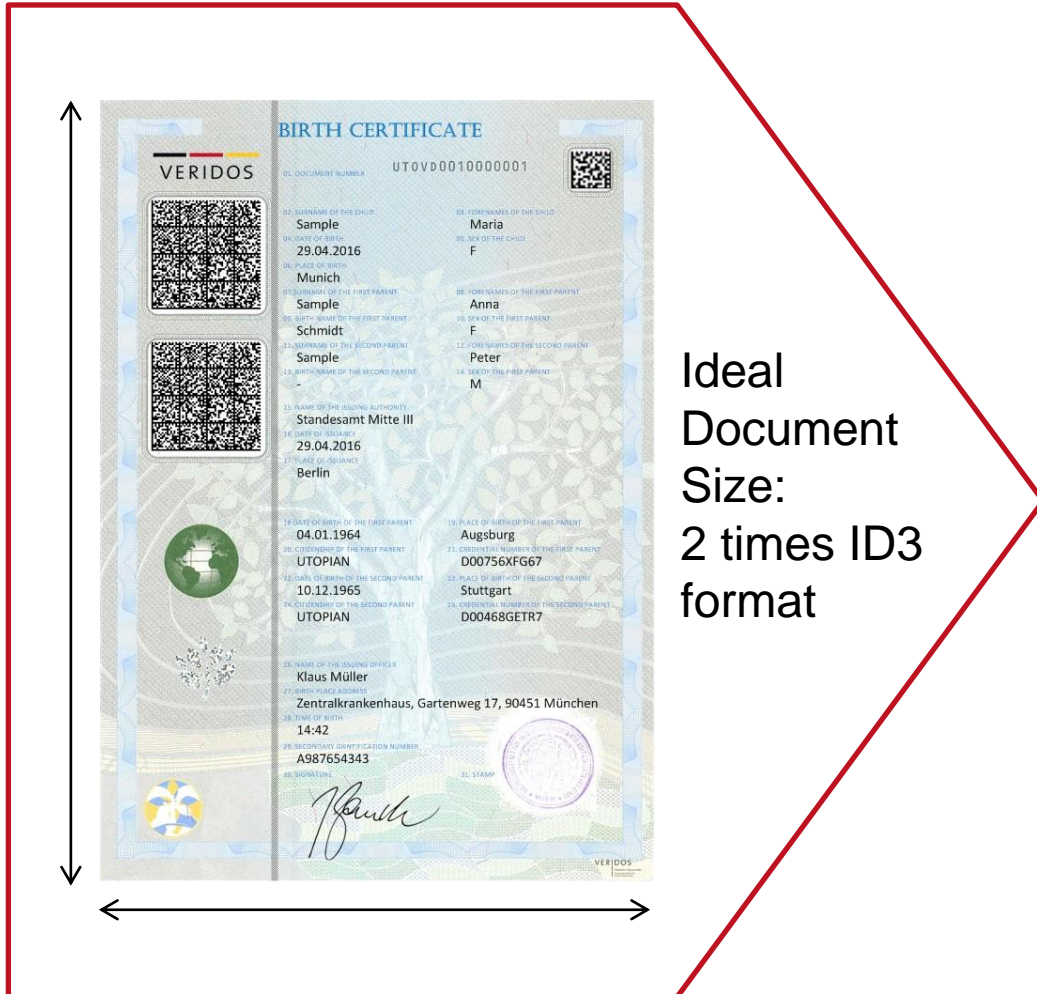 BIRTH CERTIFICATE
VERIDOS
01. DOCUMENT NUMBER UTOVD0010000001
02. SURNAME OF THE CHILD 03. FORENAMES OF THE CHILD
Sample Maria
04. DATE OF BIRTH 05. SEX OF THE CHILD
29.04.2016 F
06. PLACE OF BIRTH
Munich
07. SURNAME OF THE FIRST PARENT 08. FORENAMES OF THE FIRST PARENT
Sample Anna
09. BIRTH NAME OF THE FIRST PARENT 10. SEX OF THE FIRST PARENT
Schmidt F
11. SURNAME OF THE SECOND PARENT 12. FORENAMES OF THE SECOND PARENT
Sample Peter
13. BIRTH NAME OF THE SECOND PARENT 14. SEX OF THE FIRST PARENT
- M
15. NAME OF THE ISSUING AUTHORITY
Standesamt Mitte III
16. DATE OF ISSUANCE
29.04.2016
17. PLACE OF ISSUANCE
Berlin
18 DATE OF BIRTH OF THE FIRST PARENT 19. PLACE OF BIRTH OF THE FIRST PARENT
04.01.1964 Augsburg
20. CITIZENSHIP OF THE FIRST PARENT 21. CREDENTIAL NUMBER OF THE FIRST PARENT
UTOPIAN D00756XFG67
22. DATE OF BIRTH OF THE SECOND PARENT 23. PLACE OF BIRTH OF THE SECOND PARENT
10.12.1965 Stuttgart
24. CITIZENSHIP OF THE SECOND PARENT 25. CREDENTIAL NUMBER OF THE SECOND PARENT
UTOPIAN D00468GETR7
26. NAME OF THE ISSUING OFFICER
Klaus Müller
27. BIRTH PLACE ADDRESS
Zentralkrankenhaus, Gartenweg 17, 90451 München
28. TIME OF BIRTH
14:42
29. SECONDARY IDENTIFICATION NUMBER
A987654343
30. SIGNATURE 31. STAMP
VERIDOS
Ideal
Document
Size:
2 times ID3
format